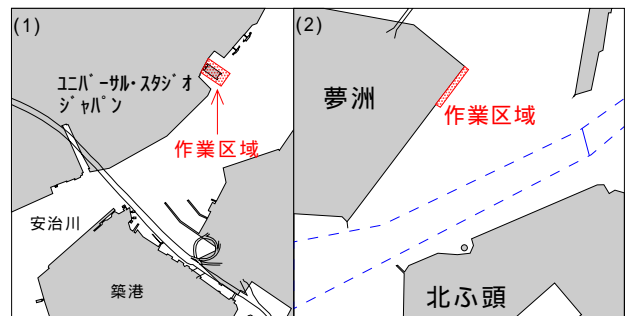 (1)
ユニバーサル・スタジオ
ジャパン
作業区域
安治川
築港
(2)
夢洲
作業区域
北ふ頭